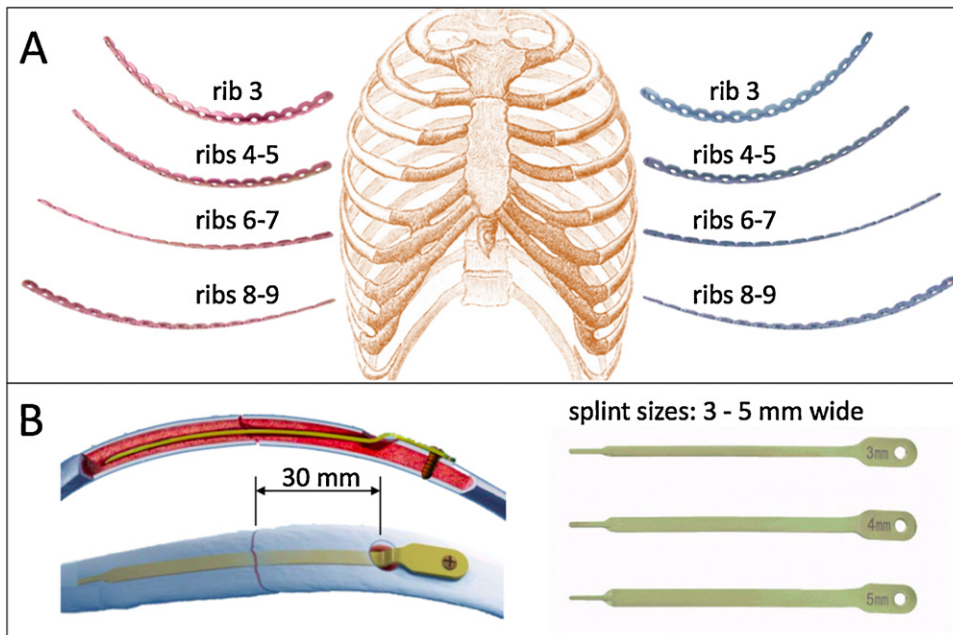 A
rib 3
rib 3
ribs 4-5
ribs 4-5
ribs 6-7
ribs 6-7
ribs 8-9
ribs 8-9
B
30 mm
splint sizes: 3 - 5 mm wide
3mm
4mm
5mm